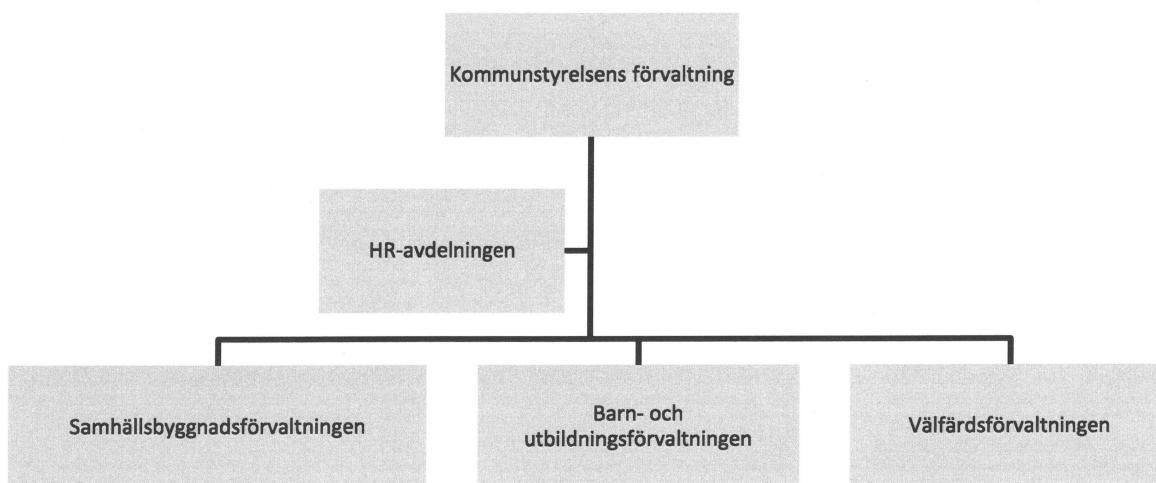 Kommunstyrelsens förvaltning
HR-avdelningen
Samhällsbyggnadsförvaltningen
Barn- och
utbildningsförvaltningen
Välfärdsförvaltningen